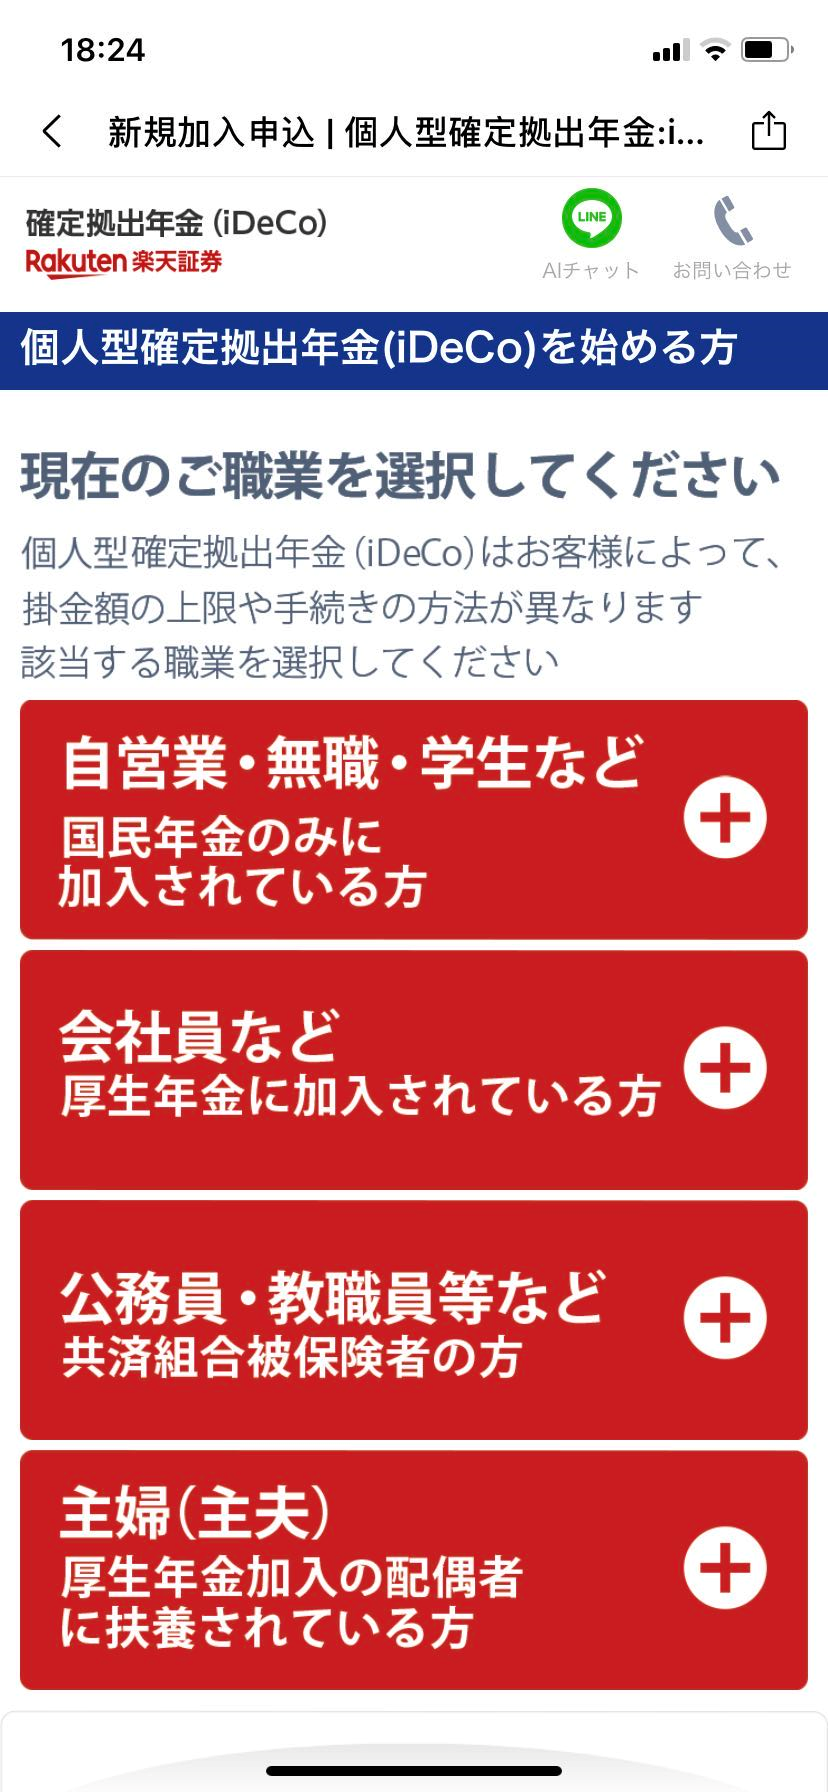 18:24
新規加入申込 | 個人型確定拠出年金:i...
確定拠出年金 (iDeCo)
Rakuten 楽天証券
LINE
AIチャット
お問い合わせ
個人型確定拠出年金(iDeCo)を始める方
現在のご職業を選択してください
個人型確定拠出年金（iDeCo）はお客様によって、
掛金額の上限や手続きの方法が異なります
該当する職業を選択してください
自営業・無職・学生など
国民年金のみに
加入されている方
会社員など
厚生年金に加入されている方
公務員・教職員等など
共済組合被保険者の方
主婦（主夫）
厚生年金加入の配偶者
に扶養されている方